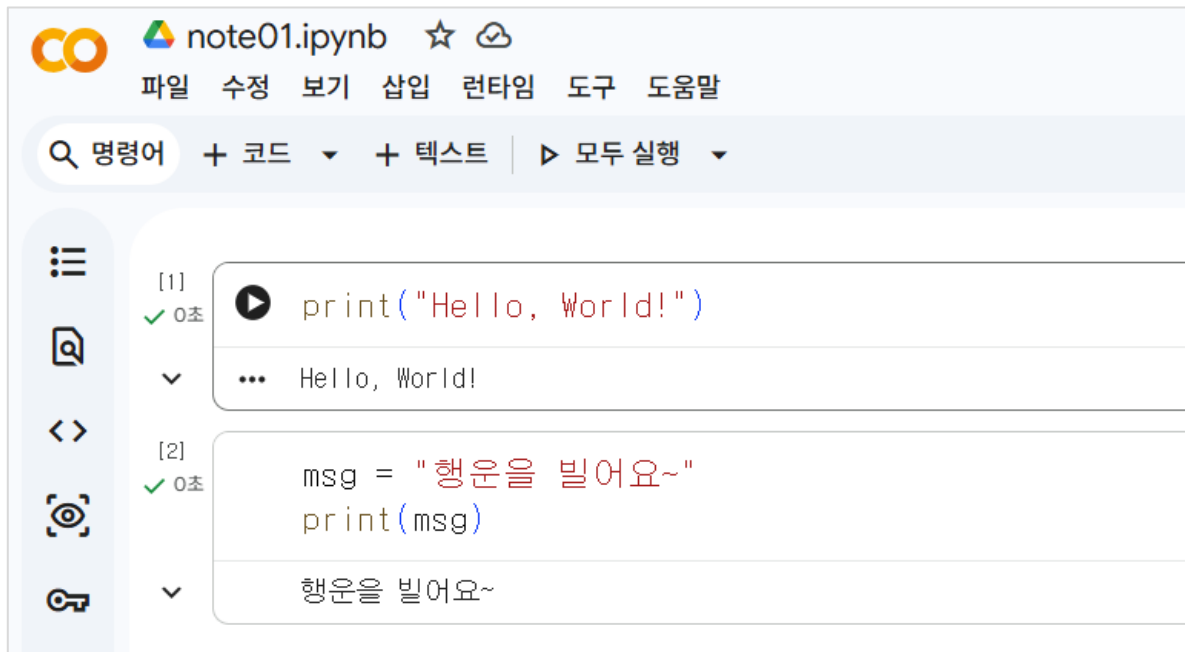 note01.ipynb
파일 수정 보기 삽입 런타임 도구 도움말
명령어 + 코드 + 텍스트 모두 실행
[1]
0초
print("Hello, World!")
Hello, World!
[2]
0초
msg = "행운을 빌어요~"
print(msg)
행운을 빌어요~